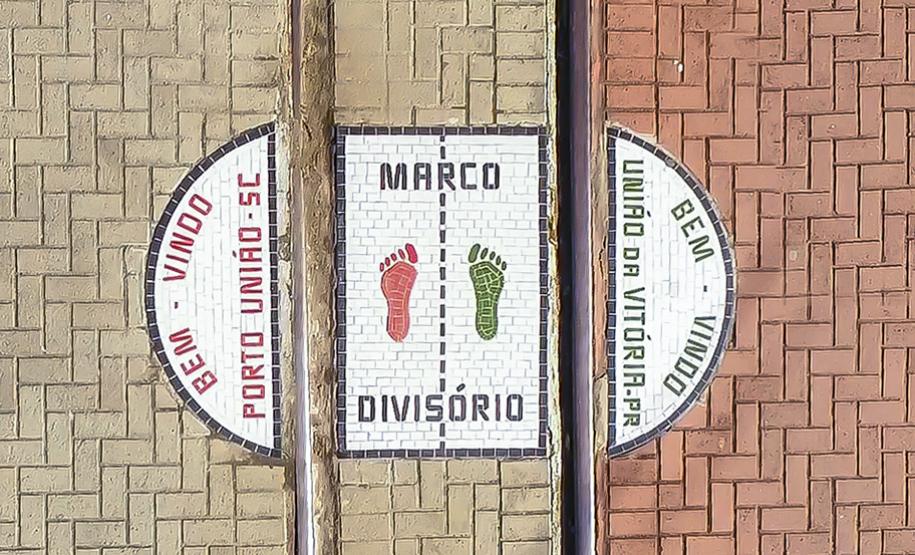 BEM - VINDO
PORTO UNIÃO-SC
MARCO
DIVISÓRIO
BEM - VINDO
UNIÃO DA VITÓRIA-PR